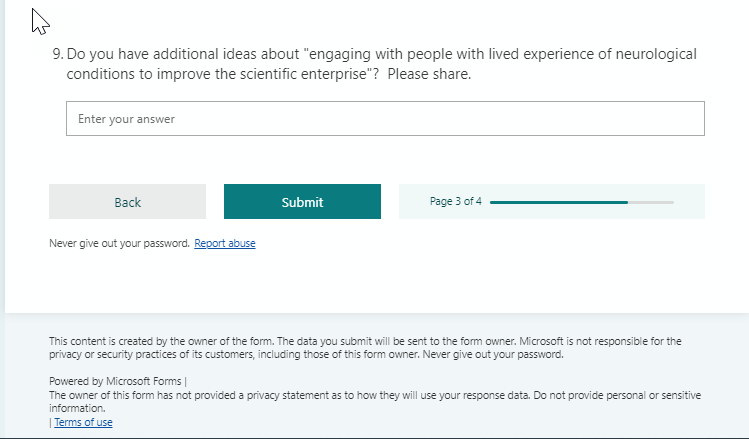 9. Do you have additional ideas about "engaging with people with lived experience of neurological
conditions to improve the scientific enterprise"? Please share.
Enter your answer
Back
Submit
Page 3 of 4
Never give out your password. Report abuse
This content is created by the owner of the form. The data you submit will be sent to the form owner. Microsoft is not responsible for the
privacy or security practices of its customers, including those of this form owner. Never give out your password.
Powered by Microsoft Forms |
The owner of this form has not provided a privacy statement as to how they will use your response data. Do not provide personal or sensitive
information.
| Terms of use